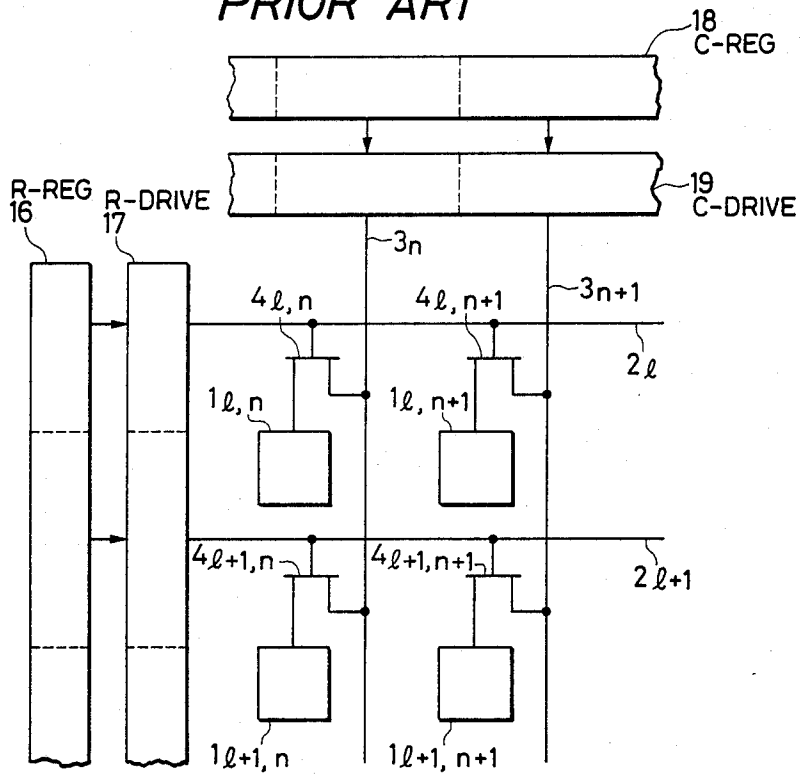 PRIOR ART
18
C-REG
19
C-DRIVE
R-REG
16
R-DRIVE
17
3n
3n+1
4ℓ,n
4ℓ,n+1
2ℓ
1ℓ,n
1ℓ,n+1
4ℓ+1,n
4ℓ+1,n+1
2ℓ+1
1ℓ+1,n
1ℓ+1,n+1